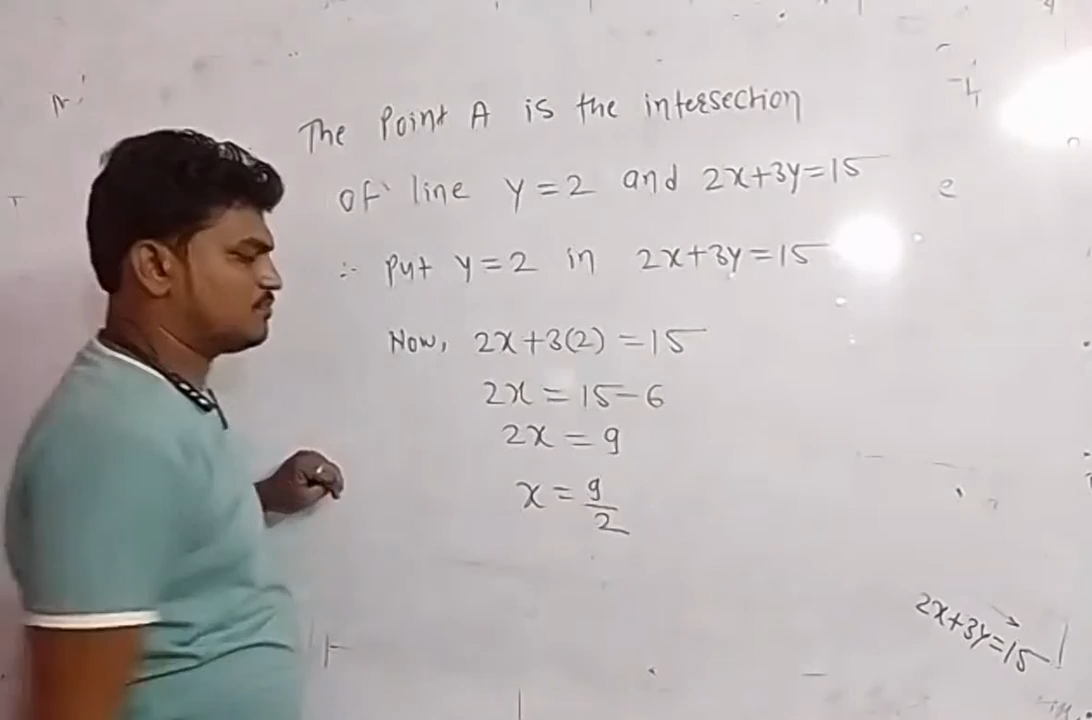 The Point A is the intersection
of line y = 2 and 2x+3y=15
∴ Put y = 2 in 2x+3y=15
Now, 2x+3(2) = 15
2x = 15-6
2x = 9
x = 9/2
2x+3y=15